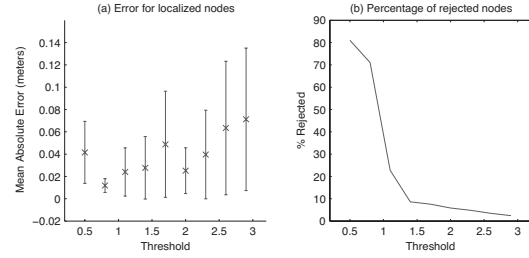 (a) Error for localized nodes
Mean Absolute Error (meters)
0.14
0.12
0.1
0.08
0.06
0.04
0.02
0
−0.02
0.5 1 1.5 2 2.5 3
Threshold
(b) Percentage of rejected nodes
% Rejected
90
80
70
60
50
40
30
20
10
0
0.5 1 1.5 2 2.5 3
Threshold